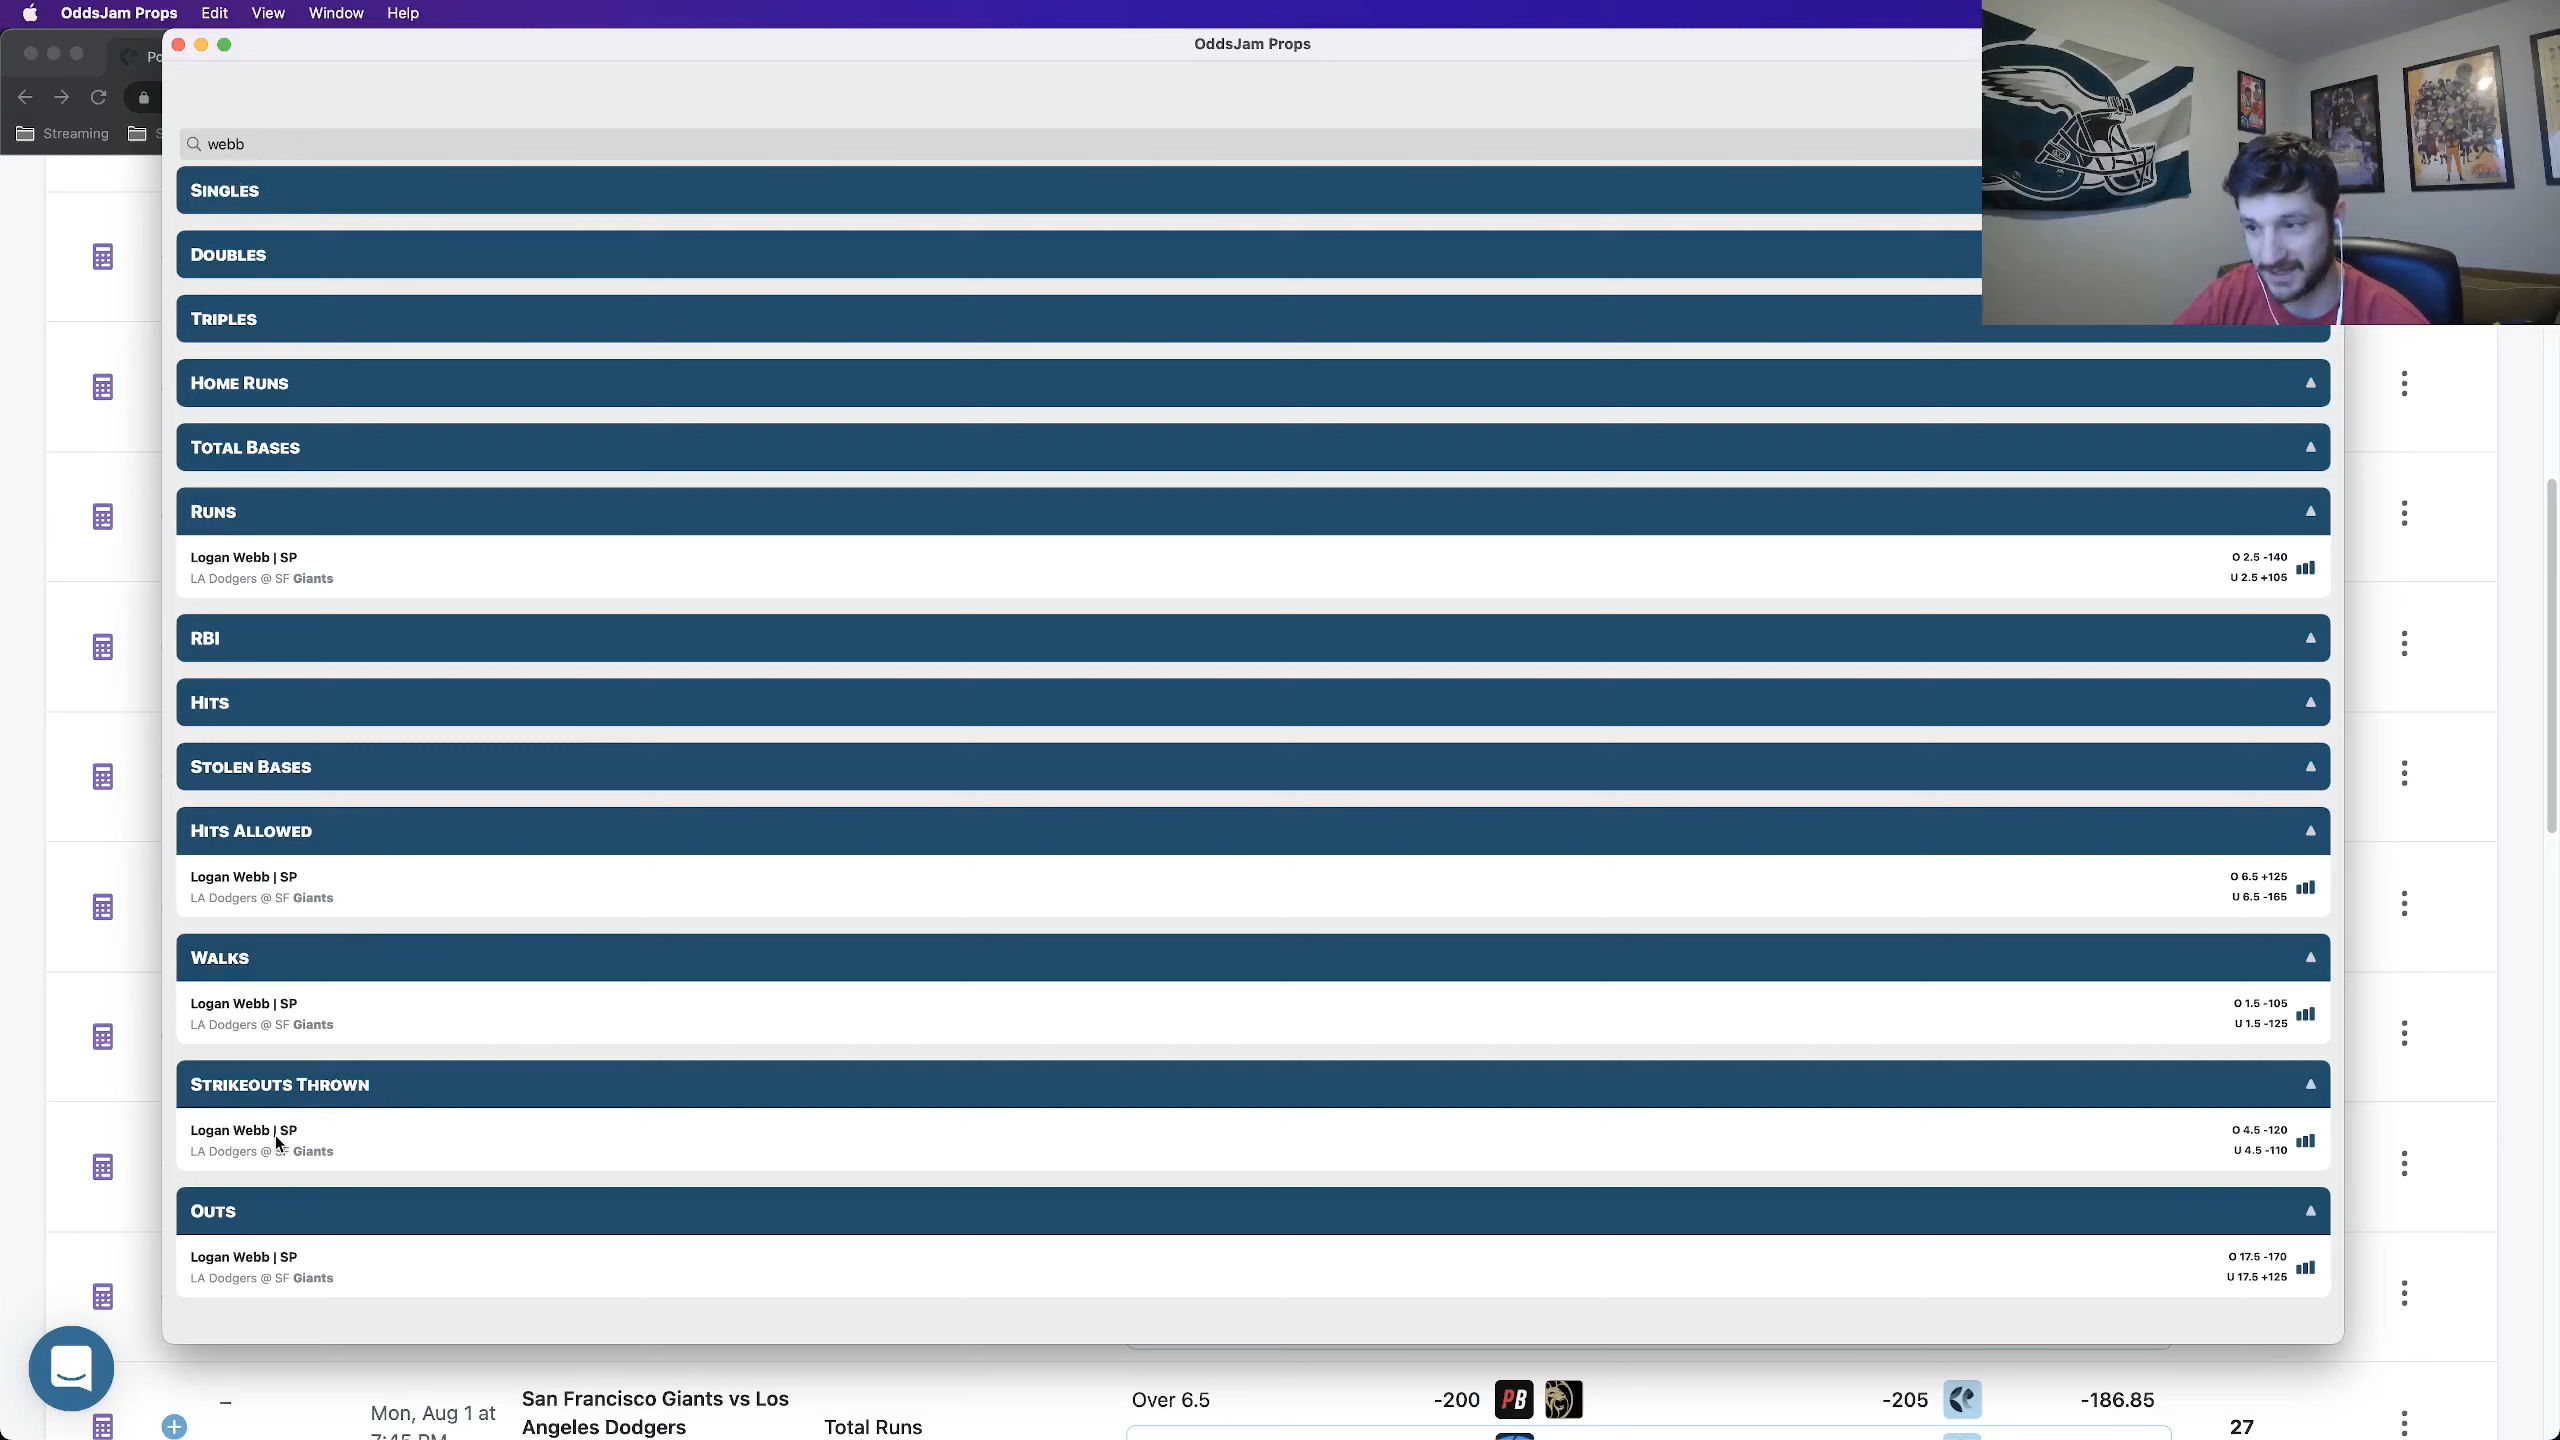 OddsJam Props Edit View Window Help
OddsJam Props
Streaming
webb
SINGLES
DOUBLES
TRIPLES
HOME RUNS
TOTAL BASES
RUNS
Logan Webb | SP
LA Dodgers @ SF Giants
O 2.5 -140
U 2.5 +105
RBI
HITS
STOLEN BASES
HITS ALLOWED
Logan Webb | SP
LA Dodgers @ SF Giants
O 6.5 +125
U 6.5 -165
WALKS
Logan Webb | SP
LA Dodgers @ SF Giants
O 1.5 -105
U 1.5 -125
STRIKEOUTS THROWN
Logan Webb | SP
LA Dodgers @ SF Giants
O 4.5 -120
U 4.5 -110
OUTS
Logan Webb | SP
LA Dodgers @ SF Giants
O 17.5 -170
U 17.5 +125
–
Mon, Aug 1 at
San Francisco Giants vs Los
Angeles Dodgers
Total Runs
Over 6.5
-200
PB
-205
-186.85
27